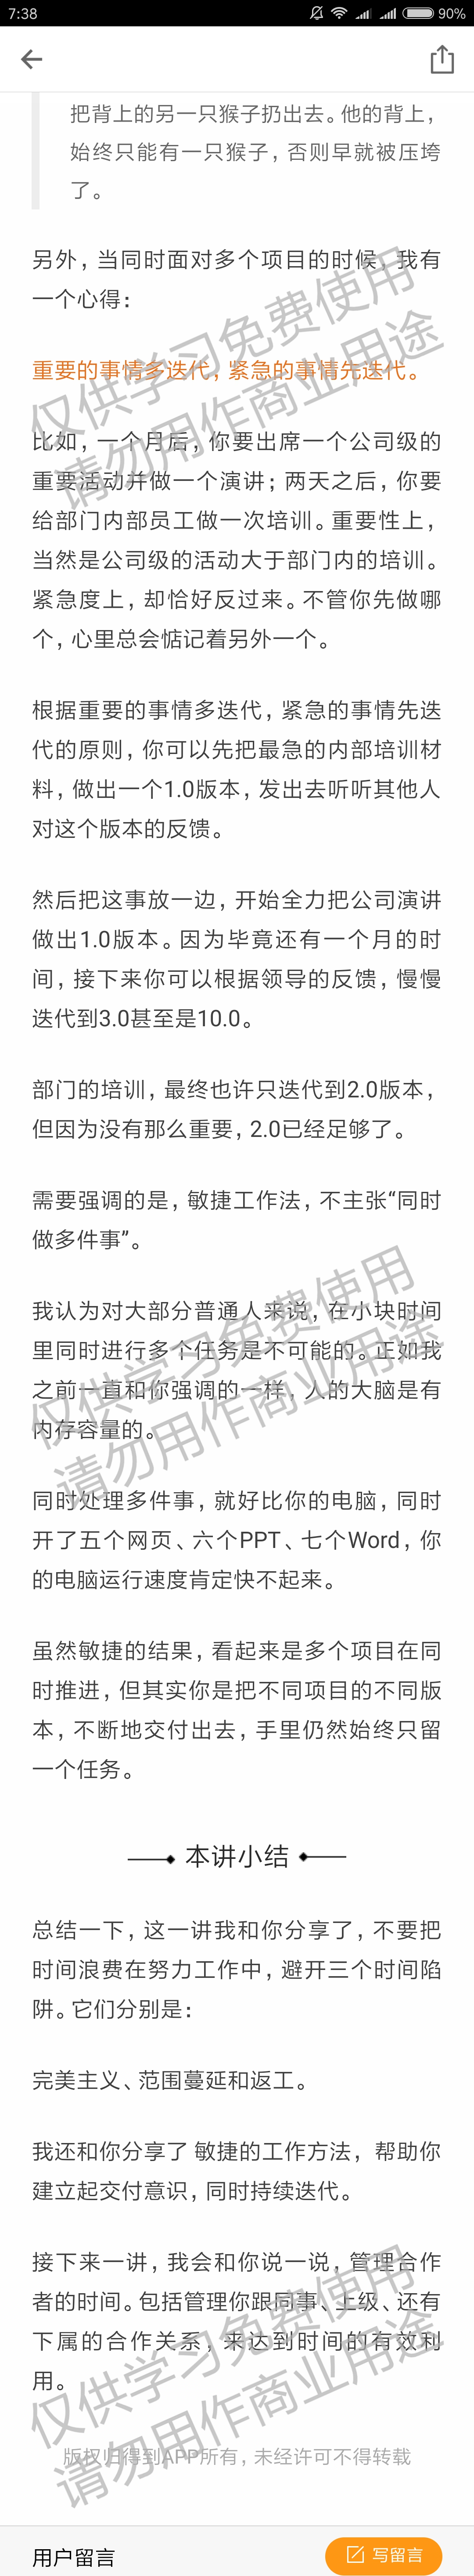 7:38
90%
把背上的另一只猴子扔出去。他的背上，
始终只能有一只猴子，否则早就被压垮
了。
另外，当同时面对多个项目的时候，我有
一个心得：
重要的事情多迭代，紧急的事情先迭代。
比如，一个月后，你要出席一个公司级的
重要活动并做一个演讲；两天之后，你要
给部门内部员工做一次培训。重要性上，
当然是公司级的活动大于部门内的培训。
紧急度上，却恰好反过来。不管你先做哪
个，心里总会惦记着另外一个。
仅供学习免费使用
请勿用作商业用途
根据重要的事情多迭代，紧急的事情先迭
代的原则，你可以先把最急的内部培训材
料，做出一个1.0版本，发出去听听其他人
对这个版本的反馈。
然后把这事放一边，开始全力把公司演讲
做出1.0版本。因为毕竟还有一个月的时
间，接下来你可以根据领导的反馈，慢慢
迭代到3.0甚至是10.0。
部门的培训，最终也许只迭代到2.0版本，
但因为没有那么重要，2.0已经足够了。
需要强调的是，敏捷工作法，不主张“同时
做多件事”。
我认为对大部分普通人来说，在小块时间
里同时进行多个任务是不可能的。正如我
之前一直和你强调的一样，人的大脑是有
内存容量的。
仅供学习免费使用
请勿用作商业用途
同时处理多件事，就好比你的电脑，同时
开了五个网页、六个PPT、七个Word，你
的电脑运行速度肯定快不起来。
虽然敏捷的结果，看起来是多个项目在同
时推进，但其实你是把不同项目的不同版
本，不断地交付出去，手里仍然始终只留
一个任务。
本讲小结
总结一下，这一讲我和你分享了，不要把
时间浪费在努力工作中，避开三个时间陷
阱。它们分别是：
完美主义、范围蔓延和返工。
我还和你分享了 敏捷的工作方法，帮助你
建立起交付意识，同时持续迭代。
接下来一讲，我会和你说一说，管理合作
者的时间。包括管理你跟同事、上级、还有
下属的合作关系，来达到时间的有效利
用。
仅供学习免费使用
请勿用作商业用途
版权归得到APP所有，未经许可不得转载
用户留言
写留言